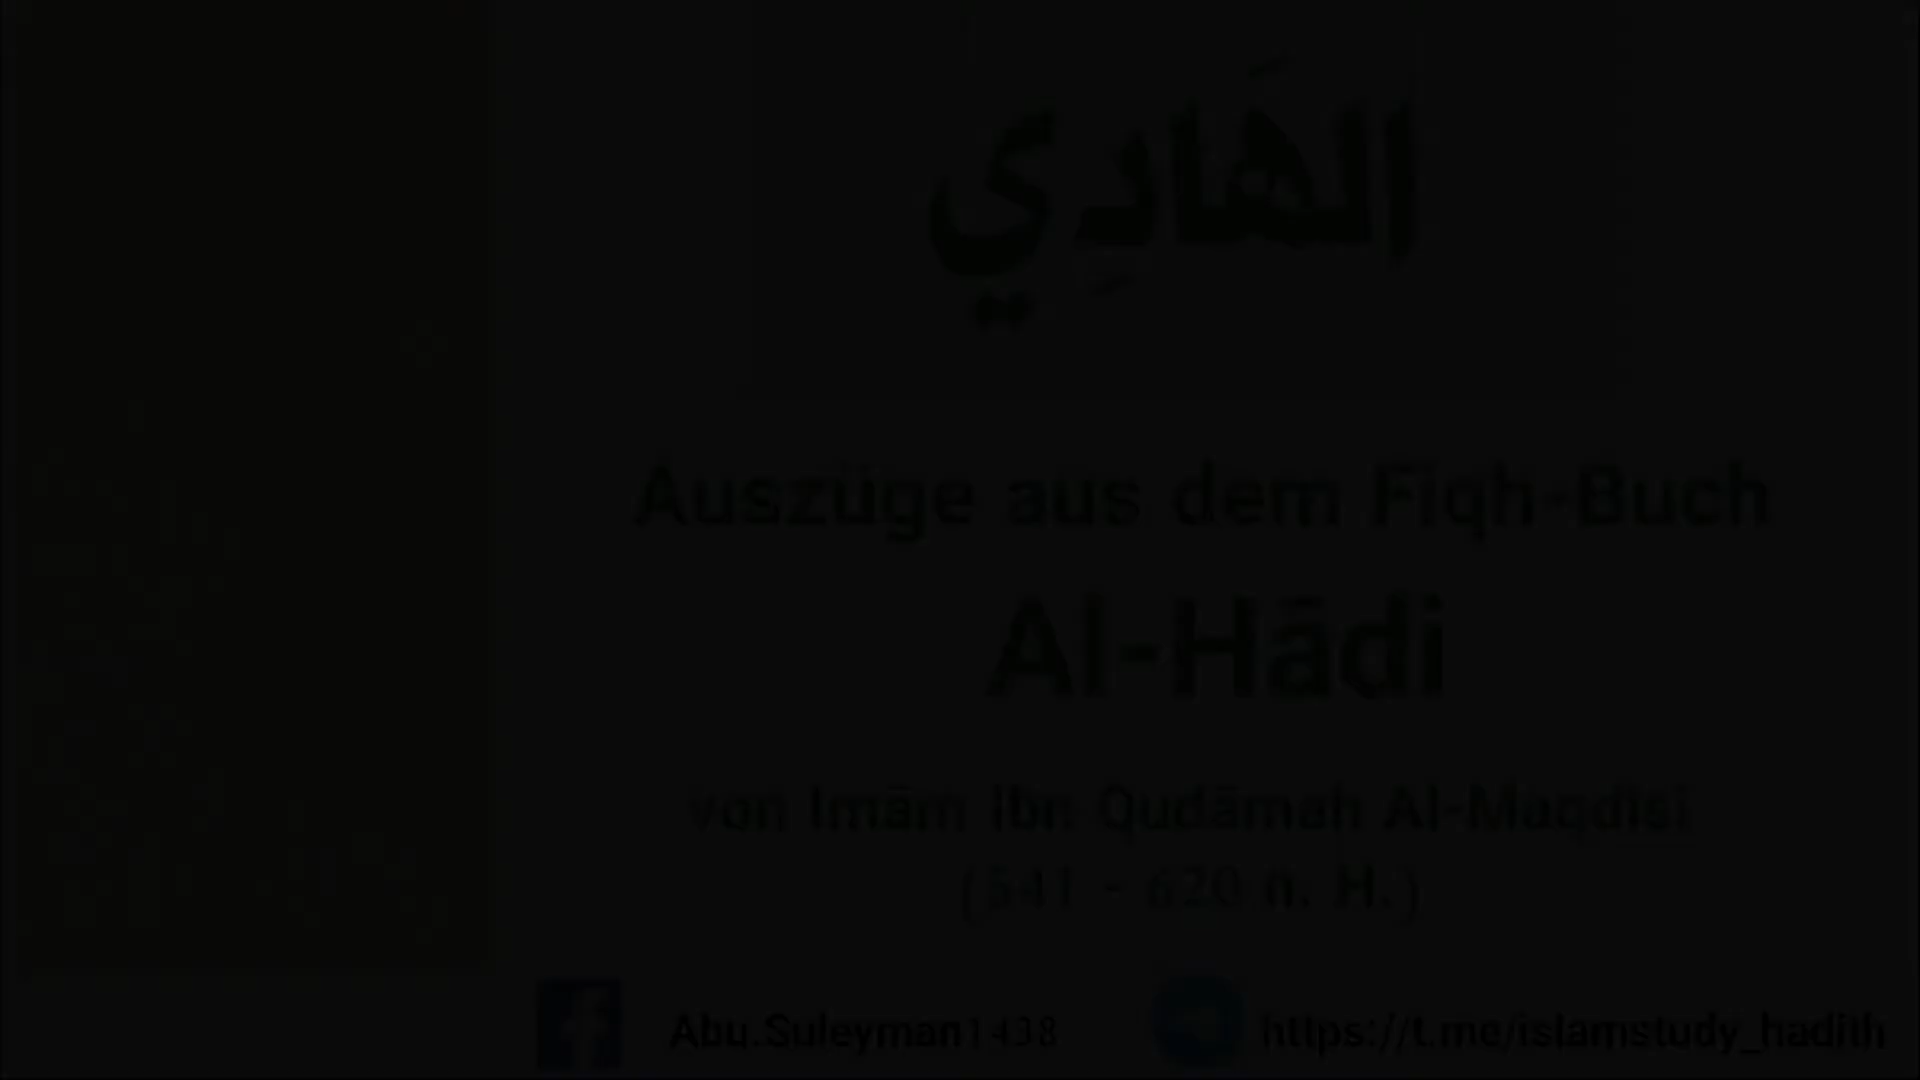 الهَادِي
Auszüge aus dem Fiqh-Buch
Al-Hādi
von Imām Ibn Qudāmah Al-Maqdisi
(541 - 620 n. H.)
Abu.Suleyman1438
https://t.me/islamstudy_hadith